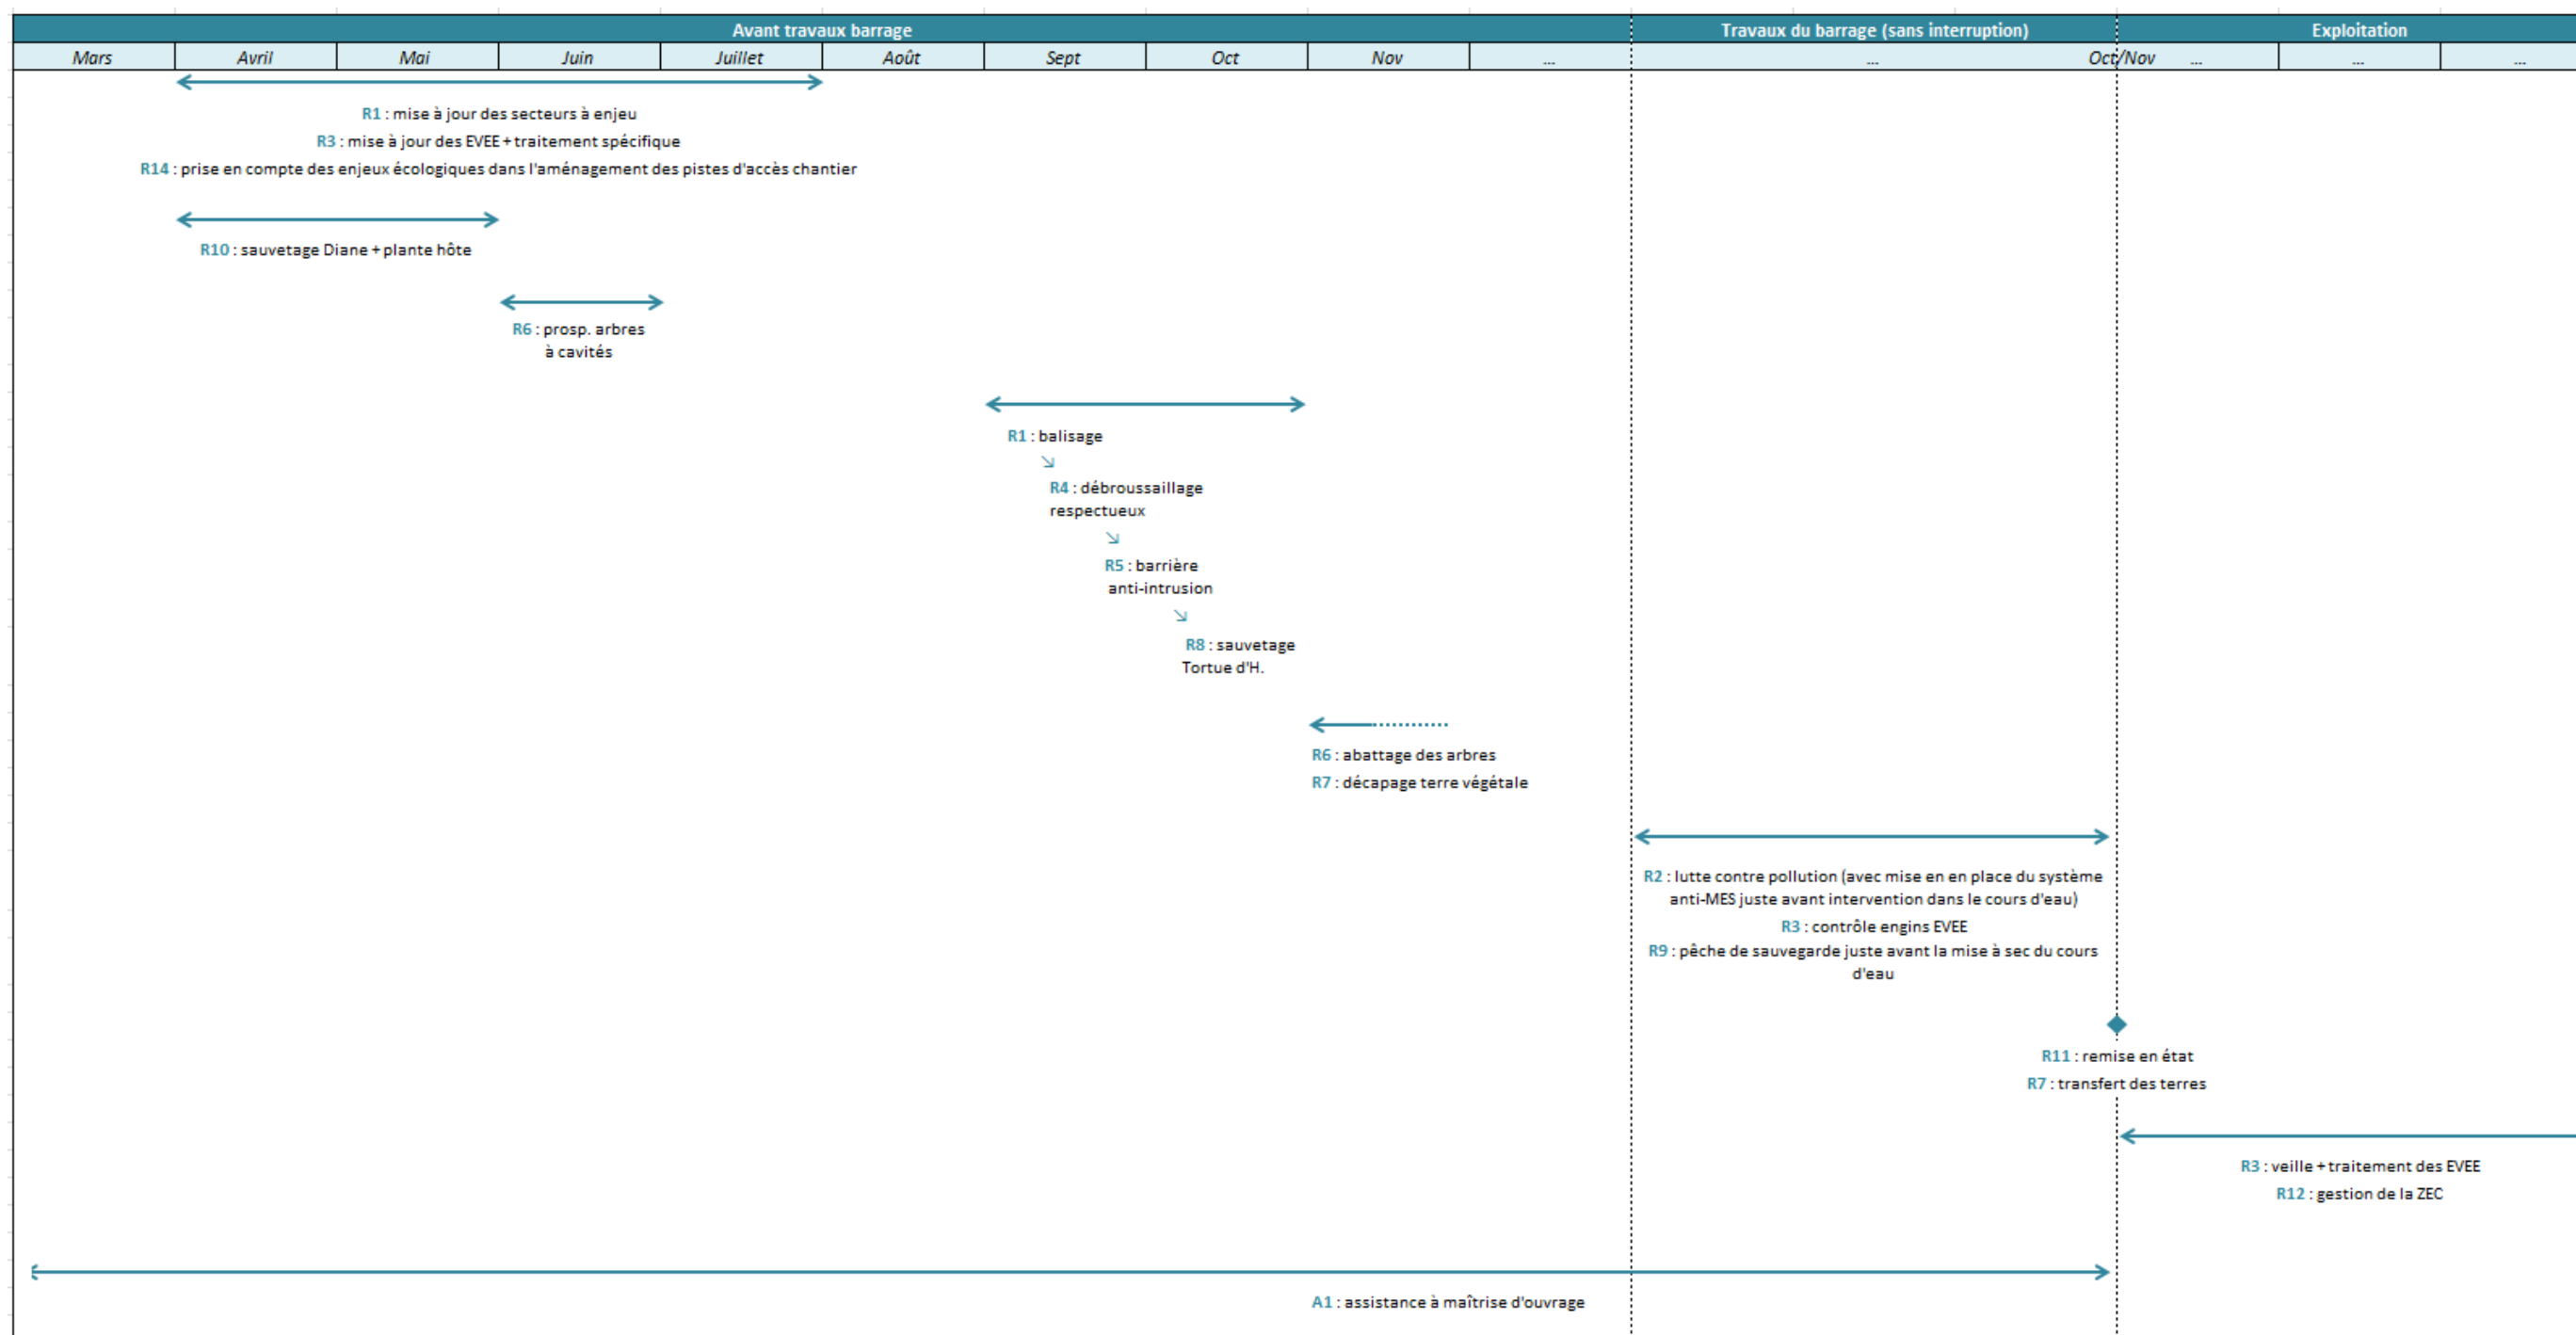 Avant travaux barrage
Travaux du barrage (sans interruption)
Exploitation
Mars
Avril
Mai
Juin
Juillet
Août
Sept
Oct
Nov
...
...
Oct/Nov
...
...
...
R1 : mise à jour des secteurs à enjeu
R3 : mise à jour des EVEE + traitement spécifique
R14 : prise en compte des enjeux écologiques dans l'aménagement des pistes d'accès chantier
R10 : sauvetage Diane + plante hôte
R6 : prosp. arbres
à cavités
R1 : balisage
R4 : débroussaillage
respectueux
R5 : barrière
anti-intrusion
R8 : sauvetage
Tortue d'H.
R6 : abattage des arbres
R7 : décapage terre végétale
R2 : lutte contre pollution (avec mise en en place du système
anti-MES juste avant intervention dans le cours d'eau)
R3 : contrôle engins EVEE
R9 : pêche de sauvegarde juste avant la mise à sec du cours
d'eau
R11 : remise en état
R7 : transfert des terres
R3 : veille + traitement des EVEE
R12 : gestion de la ZEC
A1 : assistance à maîtrise d'ouvrage